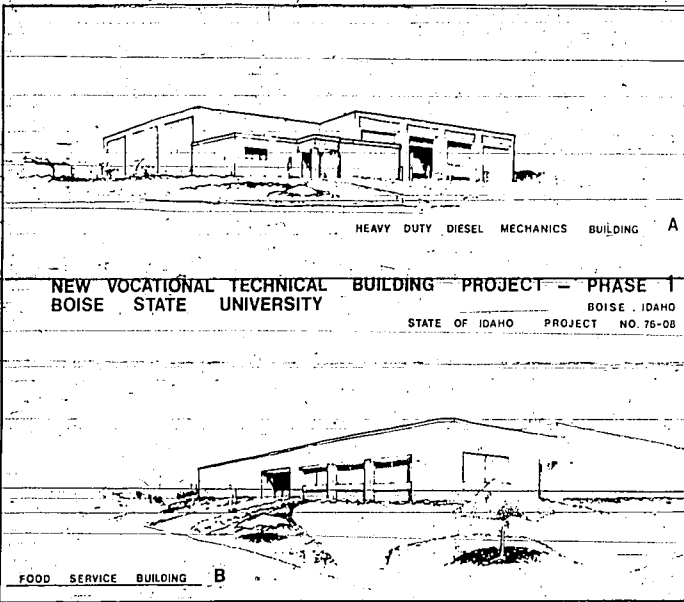 HEAVY DUTY DIESEL MECHANICS BUILDING A
NEW VOCATIONAL TECHNICAL BUILDING PROJECT — PHASE 1
BOISE STATE UNIVERSITY
BOISE, IDAHO
STATE OF IDAHO PROJECT NO. 76-08
FOOD SERVICE BUILDING B